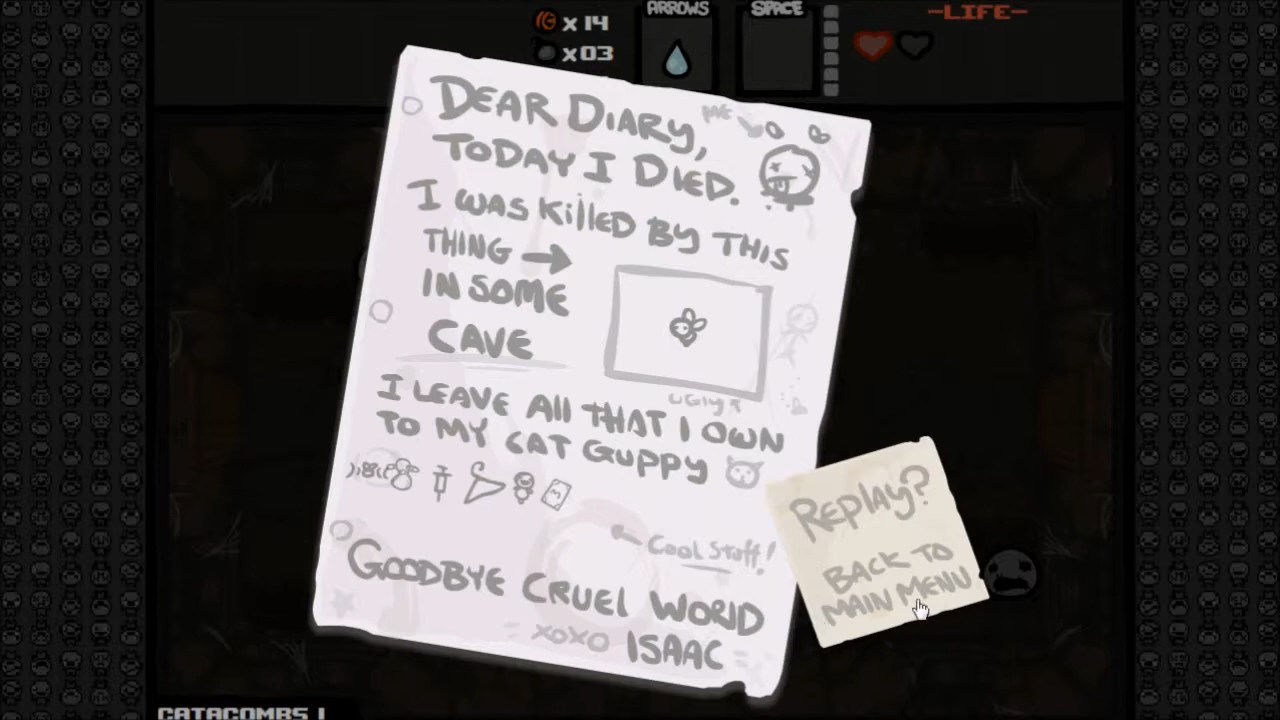 x 14
x03
ARROWS
SPACE
-LIFE-
DEAR DIARY,
TODAY I DIED.
I WAS KILLED BY THIS
THING →
IN SOME
CAVE
UGLY
I LEAVE ALL THAT I OWN
TO MY CAT GUPPY
COOL STUFF!
GOODBYE CRUEL WORLD
XOXO ISAAC
REPLAY?
BACK TO
MAIN MENU
CATACOMBS I